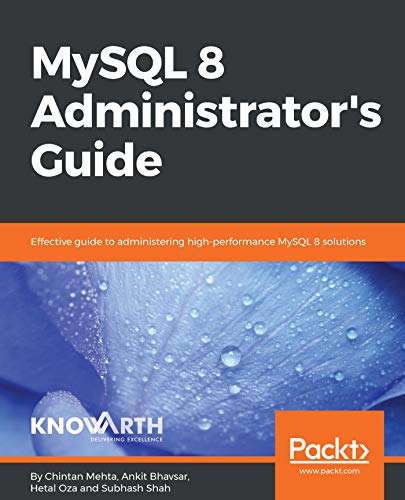 MySQL 8
Administrator's
Guide
Effective guide to administering high-performance MySQL 8 solutions
KNOWARTH
DELIVERING EXCELLENCE
By Chintan Mehta, Ankit Bhavsar,
Hetal Oza and Subhash Shah
Packt>
www.packt.com